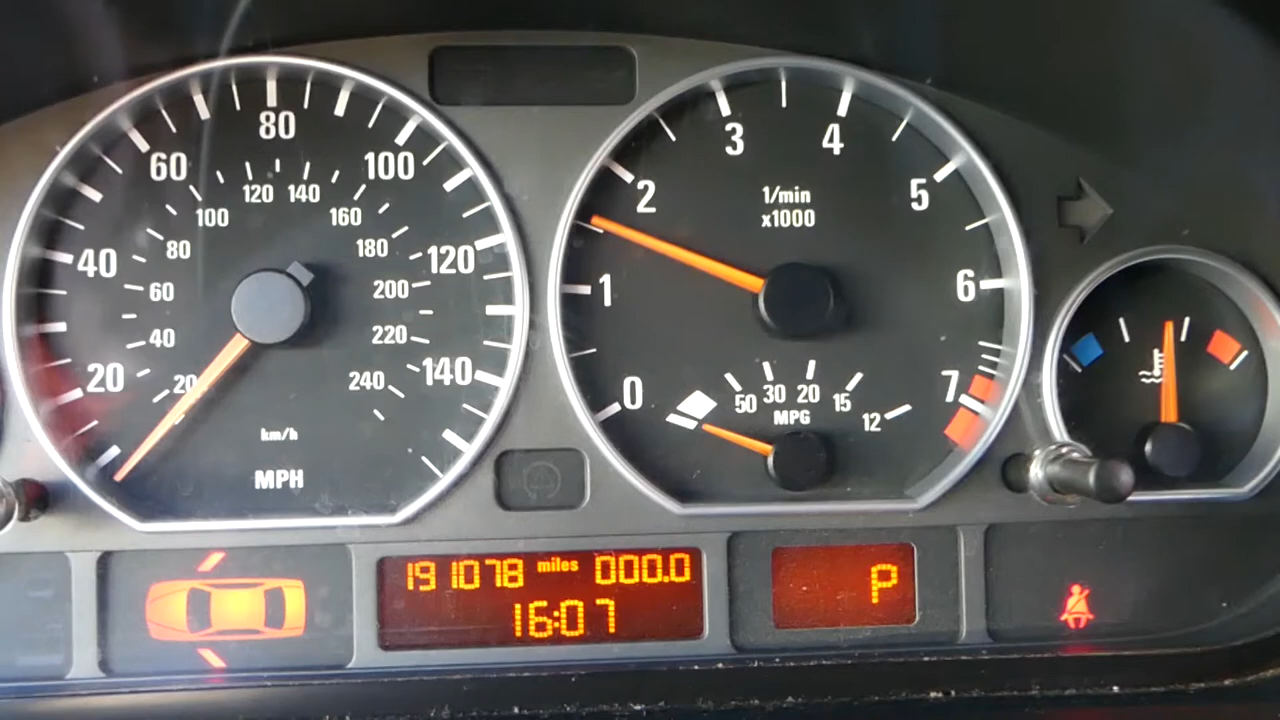 20 40 60 80 100 120 140
20 40 60 80 100 120 140 160 180 200 220 240
km/h
MPH
0 1 2 3 4 5 6 7
1/min
x1000
50 30 20 15 12
MPG
191078 miles 000.0
16:07
P